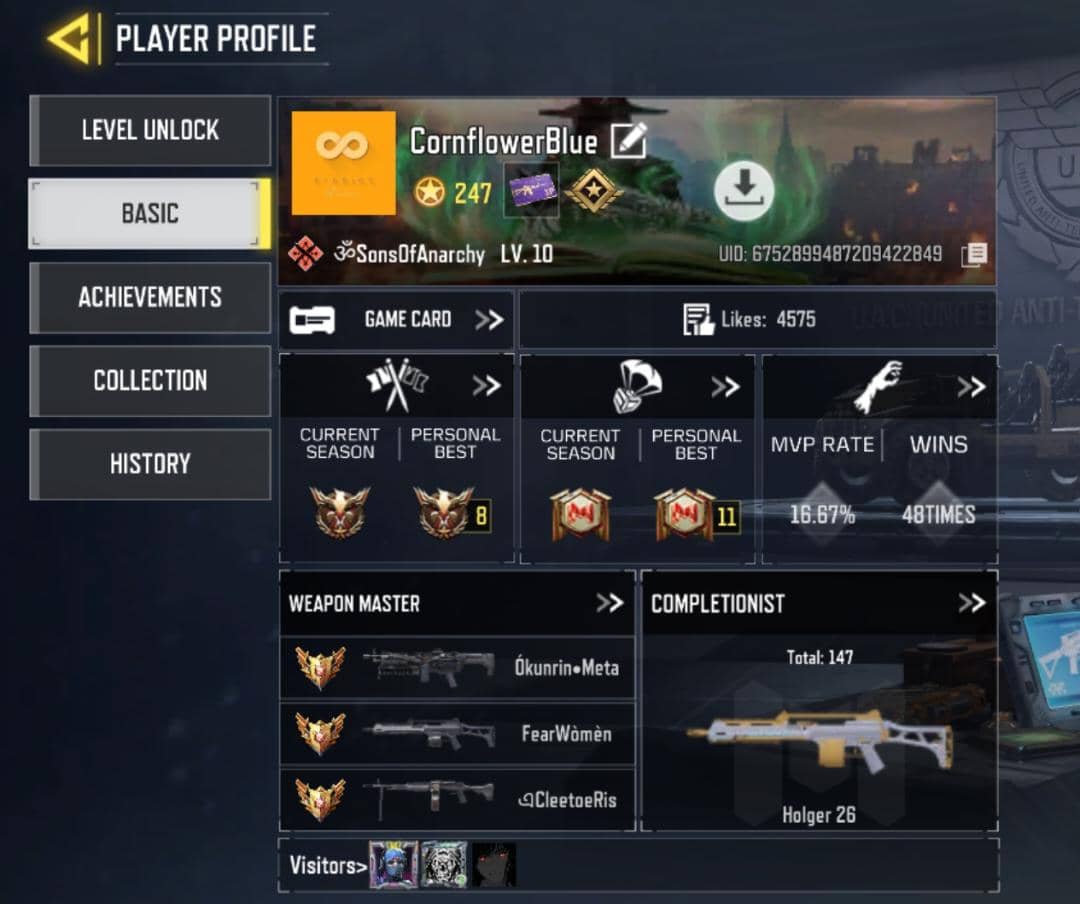 PLAYER PROFILE
LEVEL UNLOCK
BASIC
ACHIEVEMENTS
COLLECTION
HISTORY
CornflowerBlue
247
ॐSonsOfAnarchy LV. 10
UID: 6752899487209422849
GAME CARD
Likes: 4575
CURRENT SEASON
PERSONAL BEST
8
CURRENT SEASON
PERSONAL BEST
11
MVP RATE
WINS
16.67%
48TIMES
WEAPON MASTER
Ókunrin•Meta
FearWòmèn
CleetoeRis
COMPLETIONIST
Total: 147
Holger 26
Visitors>